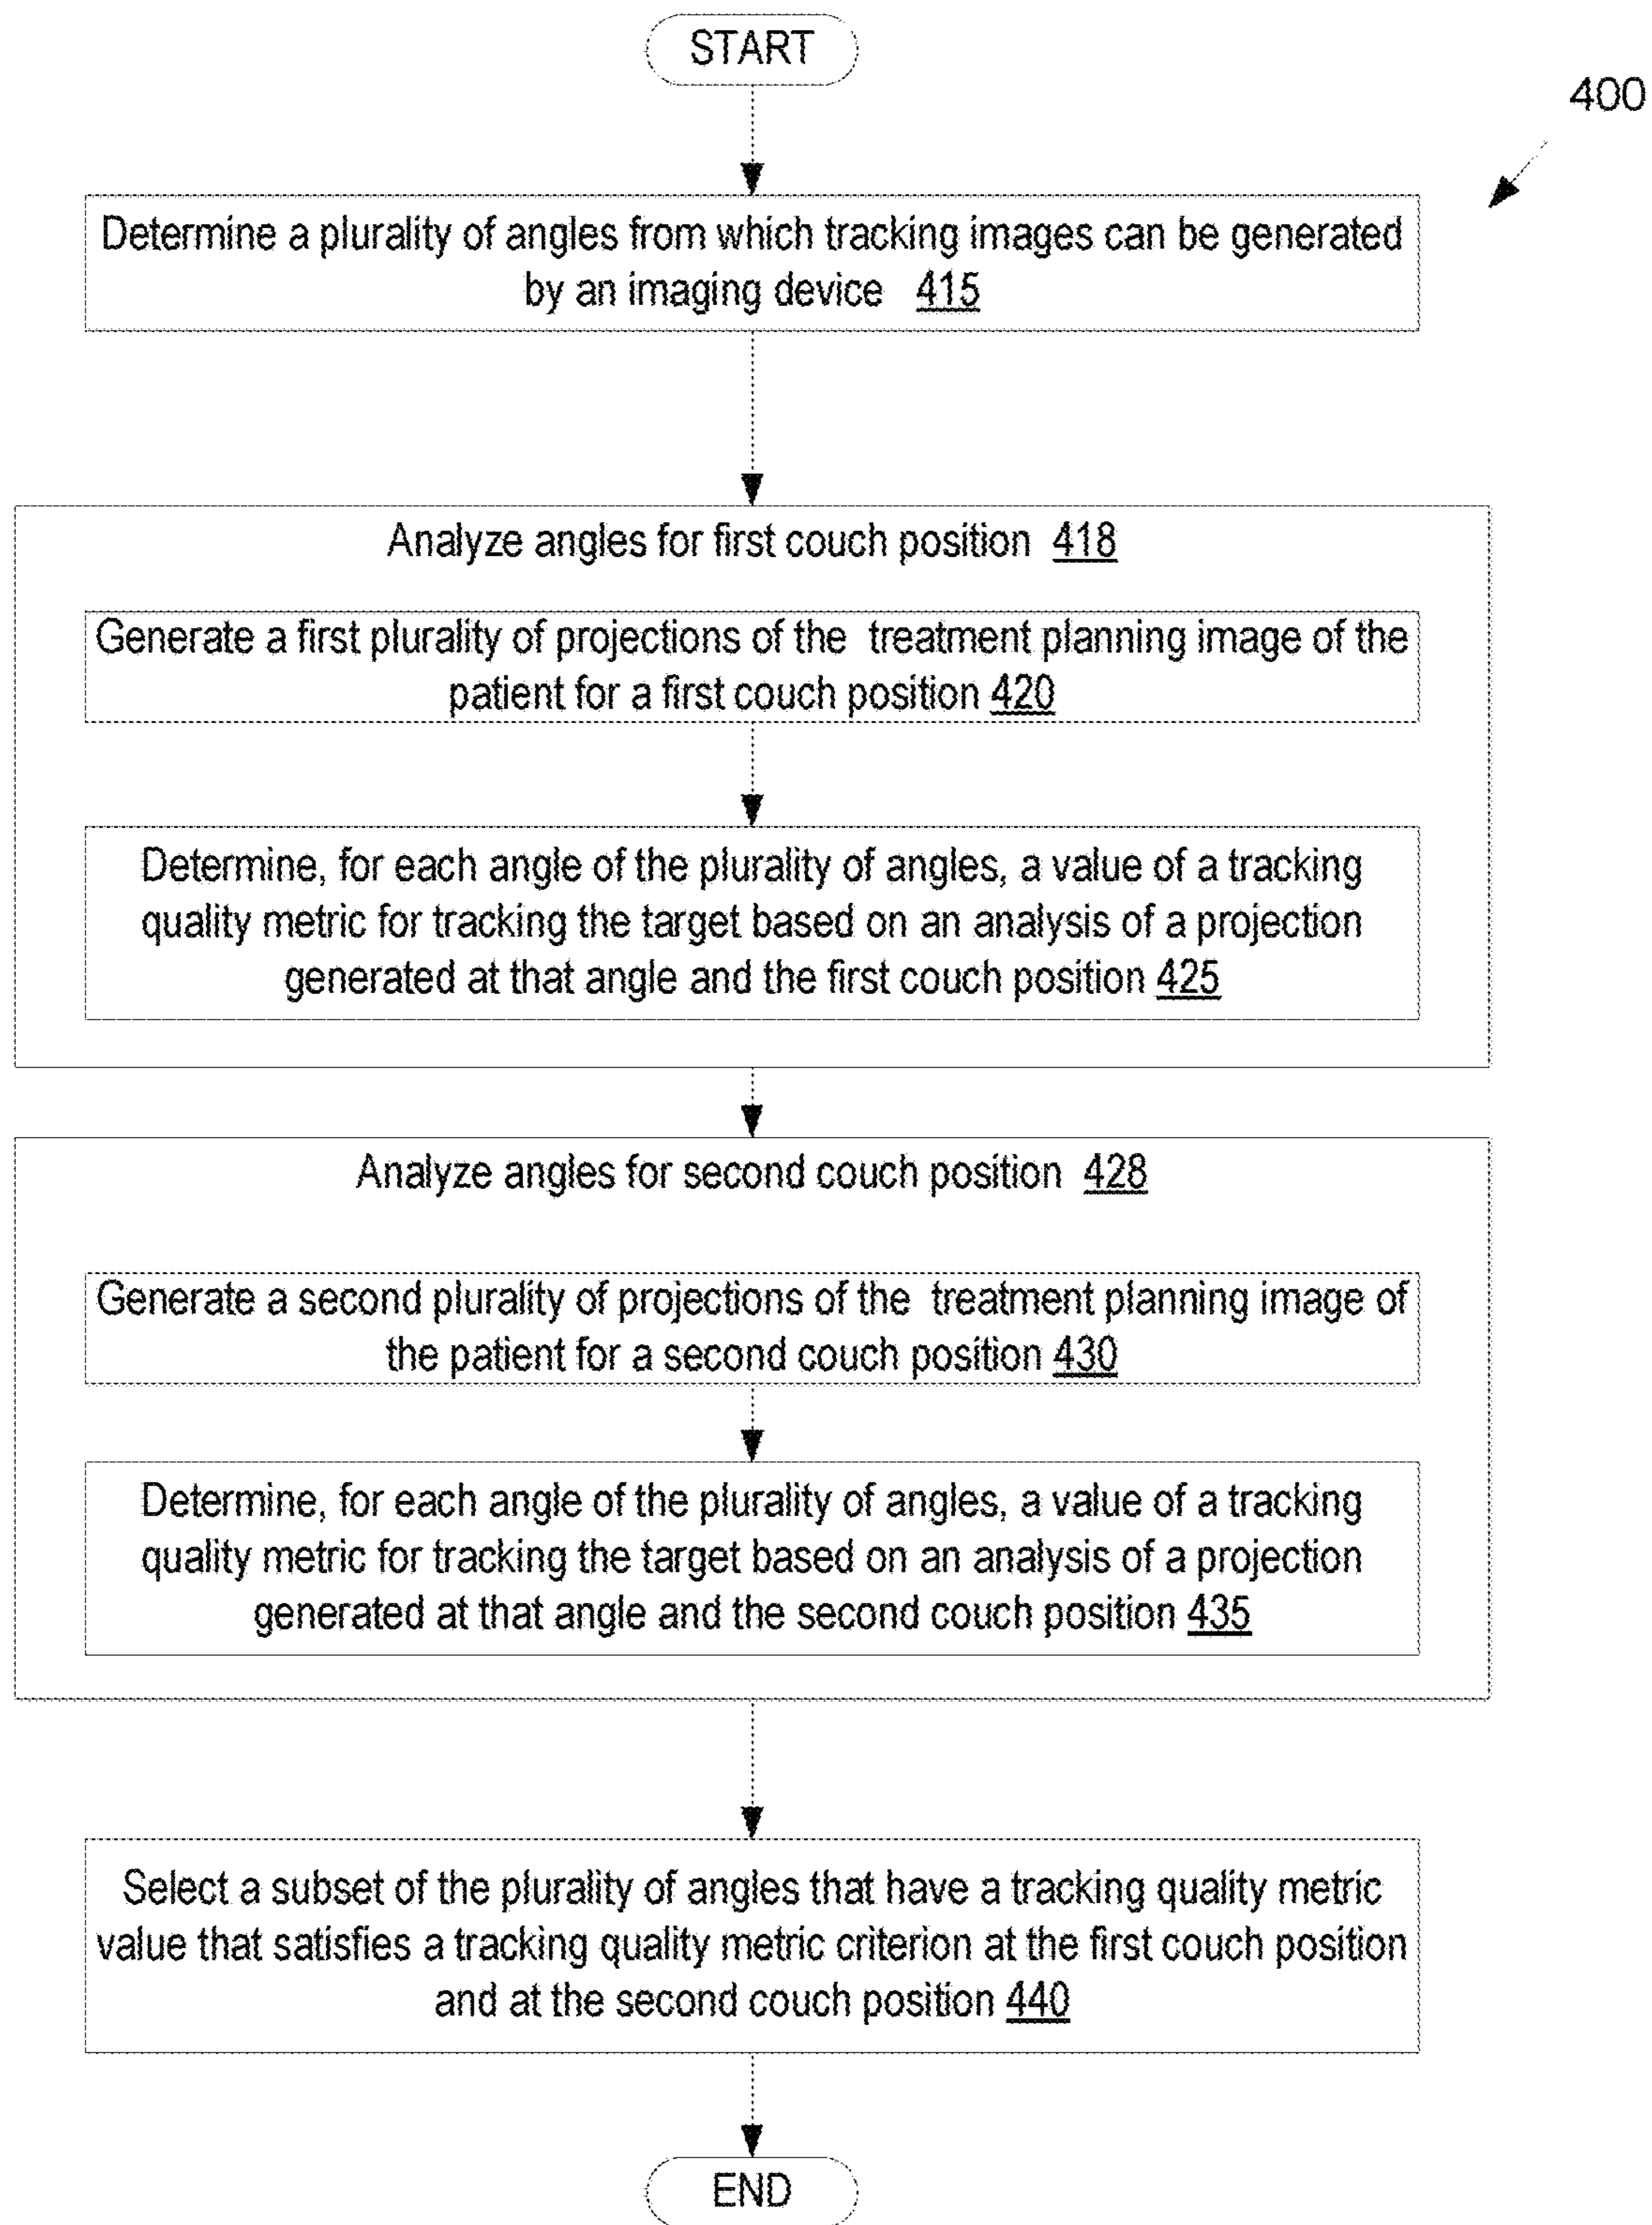 START
400
Determine a plurality of angles from which tracking images can be generated
by an imaging device 415
Analyze angles for first couch position 418
Generate a first plurality of projections of the treatment planning image of the
patient for a first couch position 420
Determine, for each angle of the plurality of angles, a value of a tracking
quality metric for tracking the target based on an analysis of a projection
generated at that angle and the first couch position 425
Analyze angles for second couch position 428
Generate a second plurality of projections of the treatment planning image of
the patient for a second couch position 430
Determine, for each angle of the plurality of angles, a value of a tracking
quality metric for tracking the target based on an analysis of a projection
generated at that angle and the second couch position 435
Select a subset of the plurality of angles that have a tracking quality metric
value that satisfies a tracking quality metric criterion at the first couch position
and at the second couch position 440
END